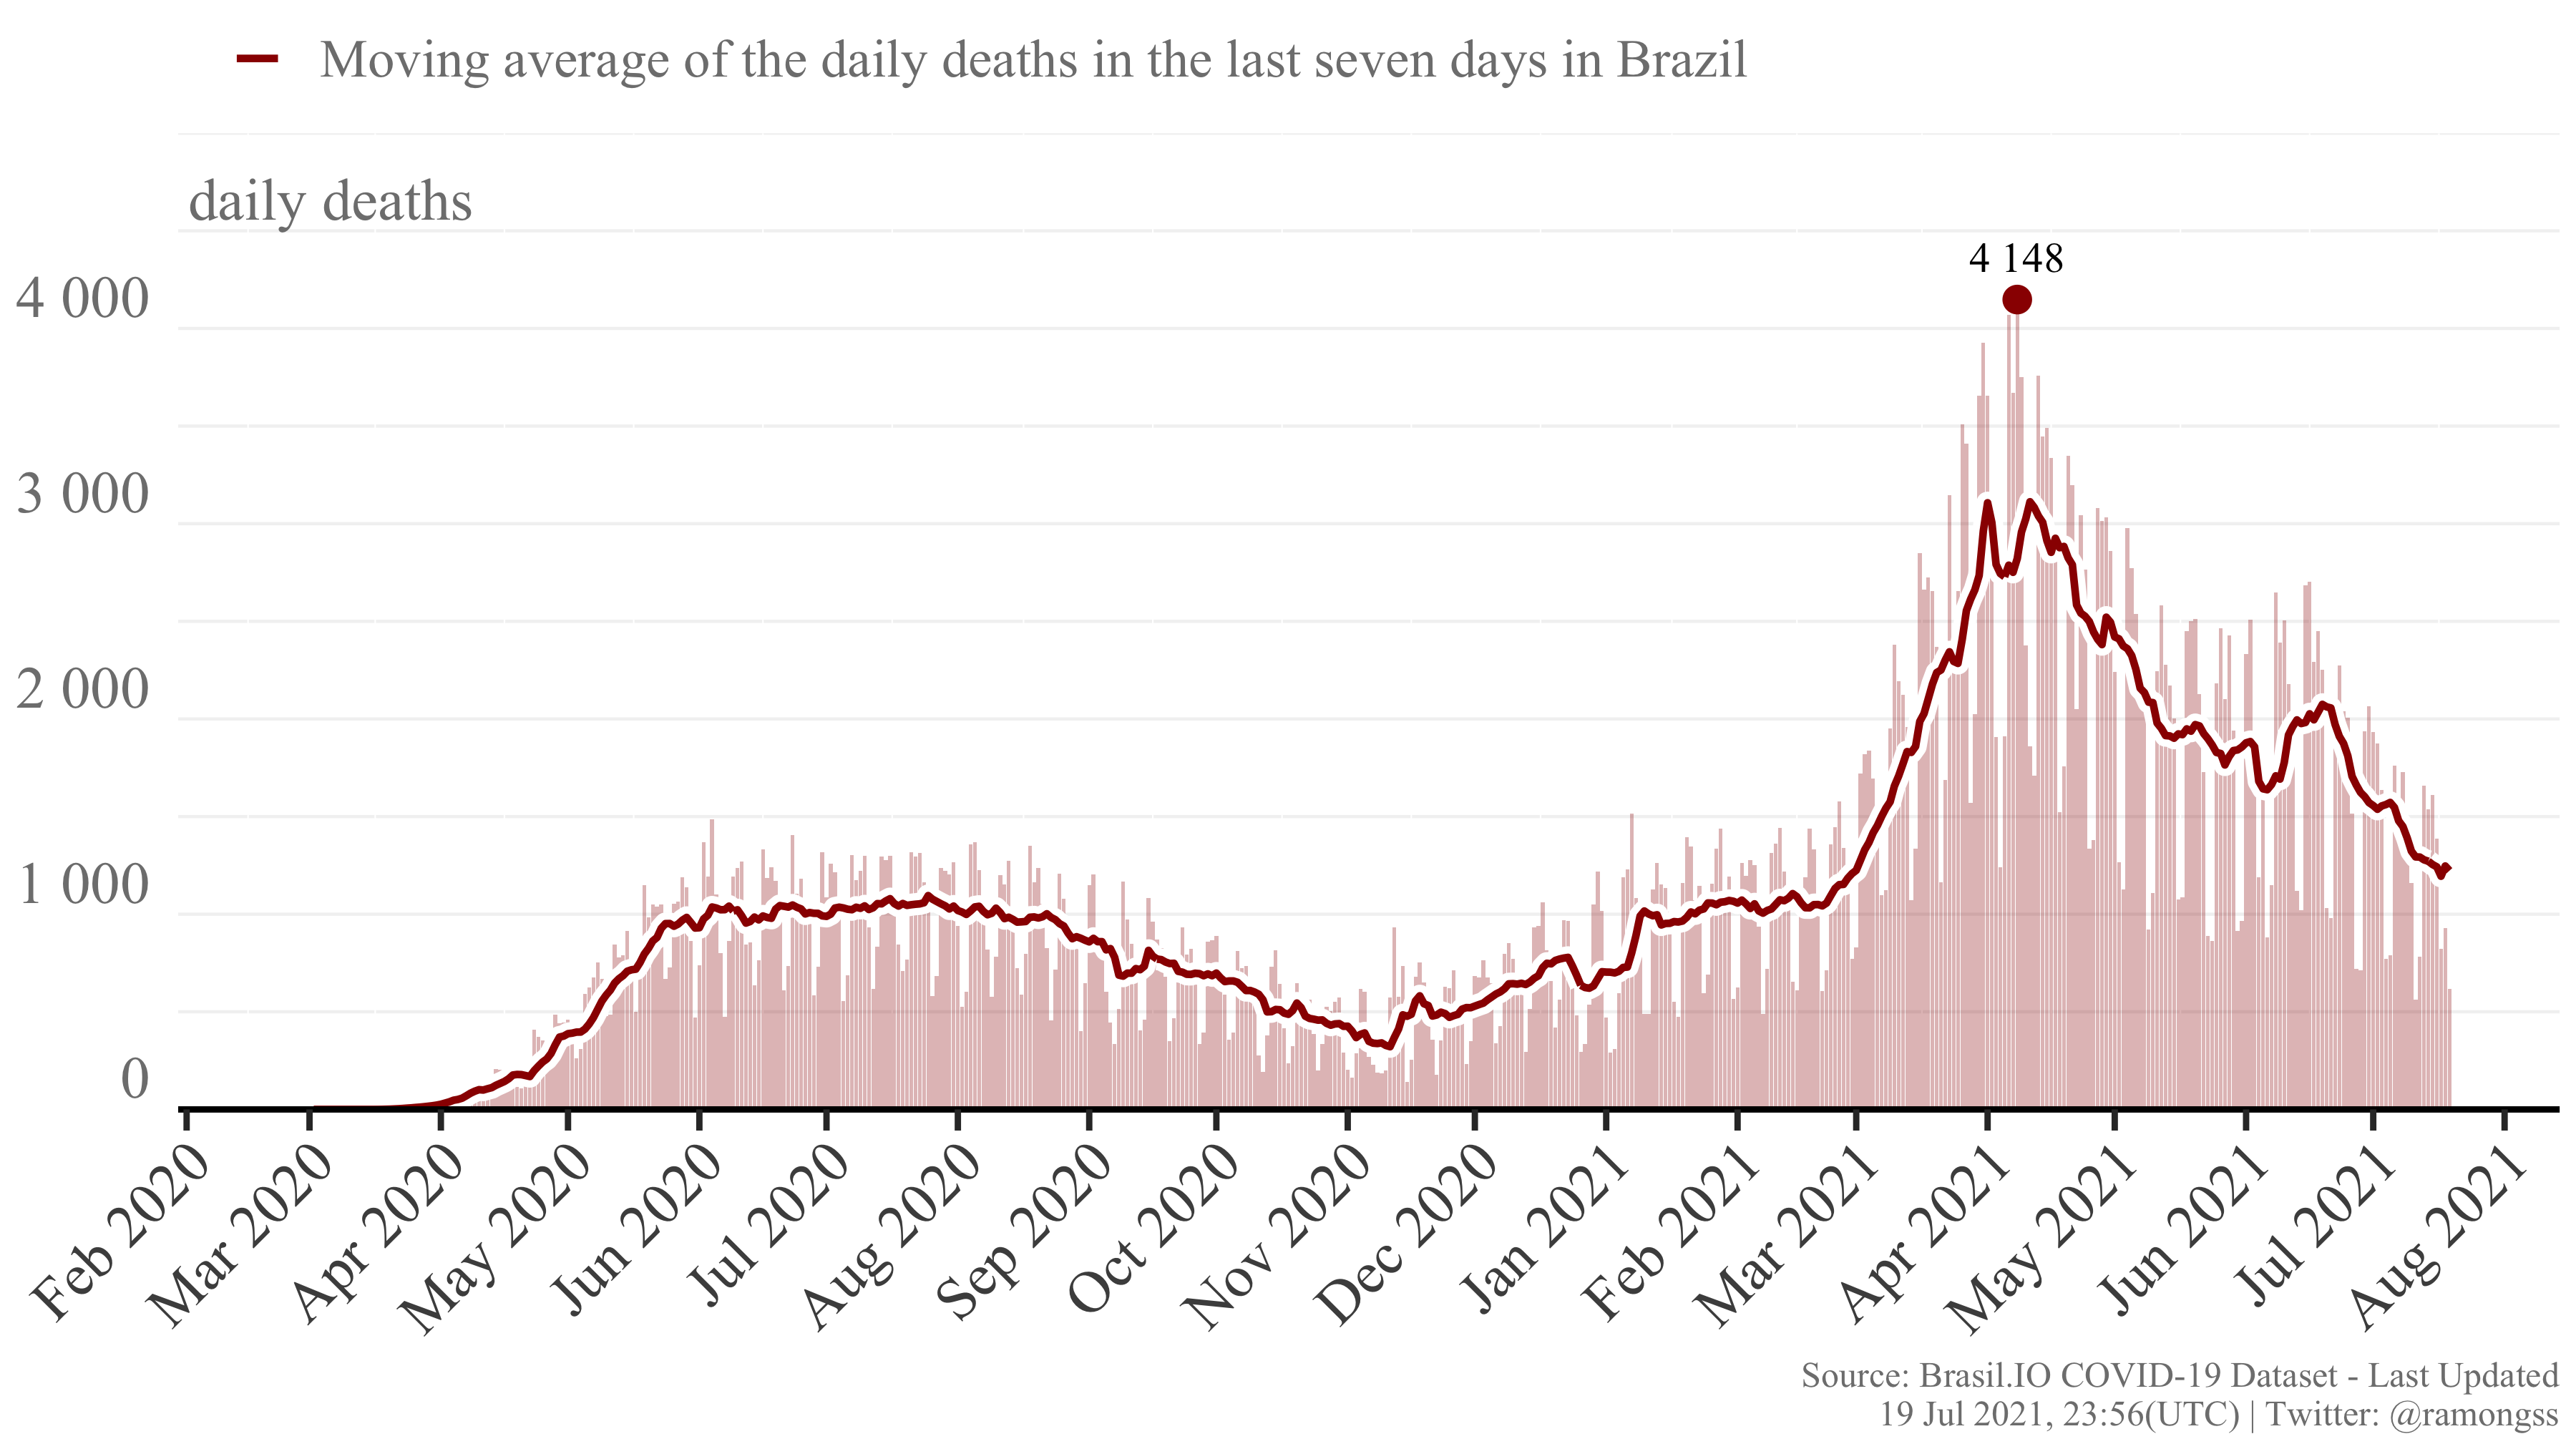 Moving average of the daily deaths in the last seven days in Brazil
daily deaths
4 148
4 000
3 000
2 000
1 000
0
Feb 2020
Mar 2020
Apr 2020
May 2020
Jun 2020
Jul 2020
Aug 2020
Sep 2020
Oct 2020
Nov 2020
Dec 2020
Jan 2021
Feb 2021
Mar 2021
Apr 2021
May 2021
Jun 2021
Jul 2021
Aug 2021
Source: Brasil.IO COVID-19 Dataset - Last Updated
19 Jul 2021, 23:56(UTC) | Twitter: @ramongss